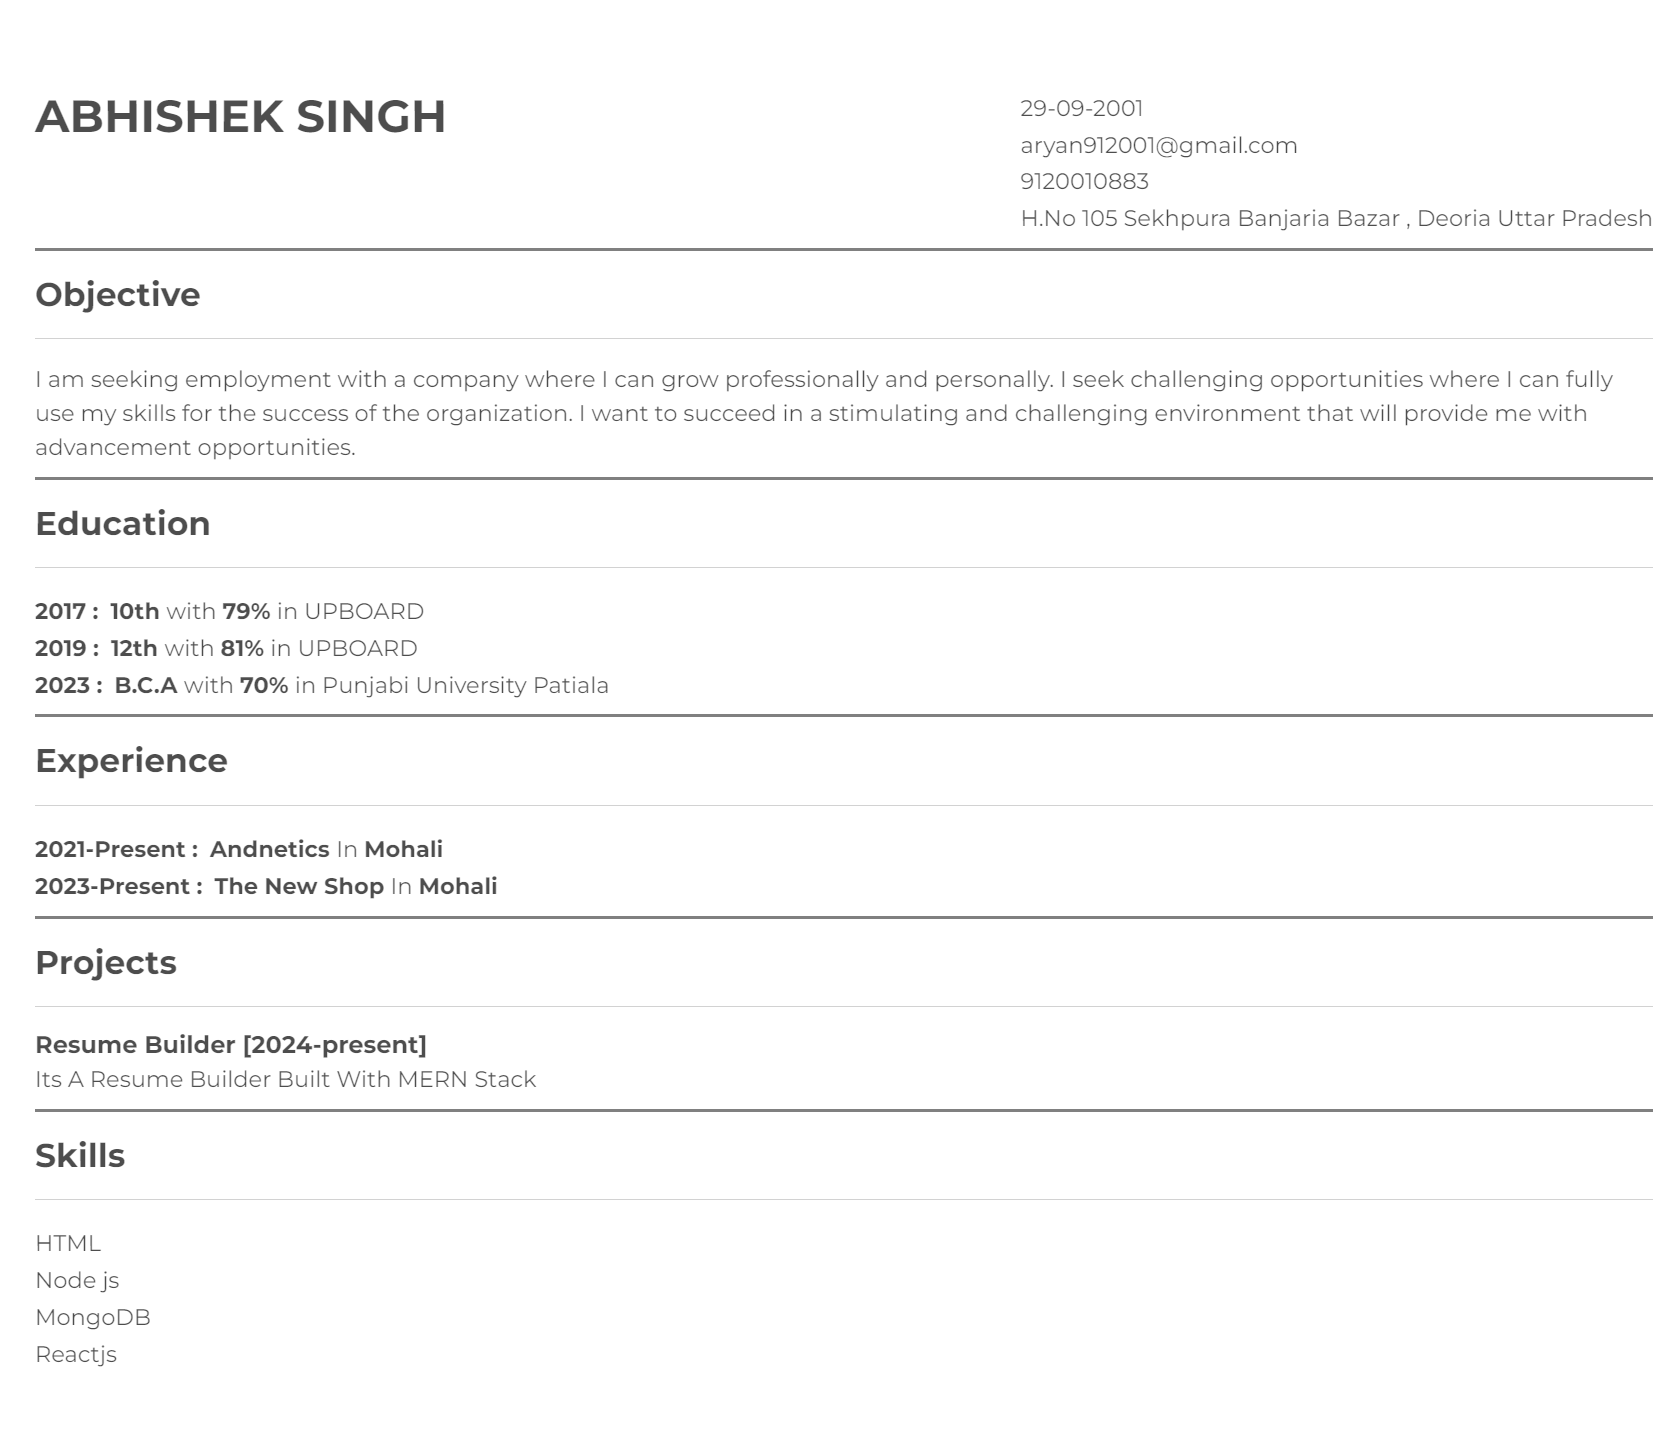 ABHISHEK SINGH
29-09-2001
aryan912001@gmail.com
9120010883
H.No 105 Sekhpura Banjaria Bazar , Deoria Uttar Pradesh
Objective
I am seeking employment with a company where I can grow professionally and personally. I seek challenging opportunities where I can fully
use my skills for the success of the organization. I want to succeed in a stimulating and challenging environment that will provide me with
advancement opportunities.
Education
2017 : 10th with 79% in UPBOARD
2019 : 12th with 81% in UPBOARD
2023 : B.C.A with 70% in Punjabi University Patiala
Experience
2021-Present : Andnetics In Mohali
2023-Present : The New Shop In Mohali
Projects
Resume Builder [2024-present]
Its A Resume Builder Built With MERN Stack
Skills
HTML
Node js
MongoDB
Reactjs